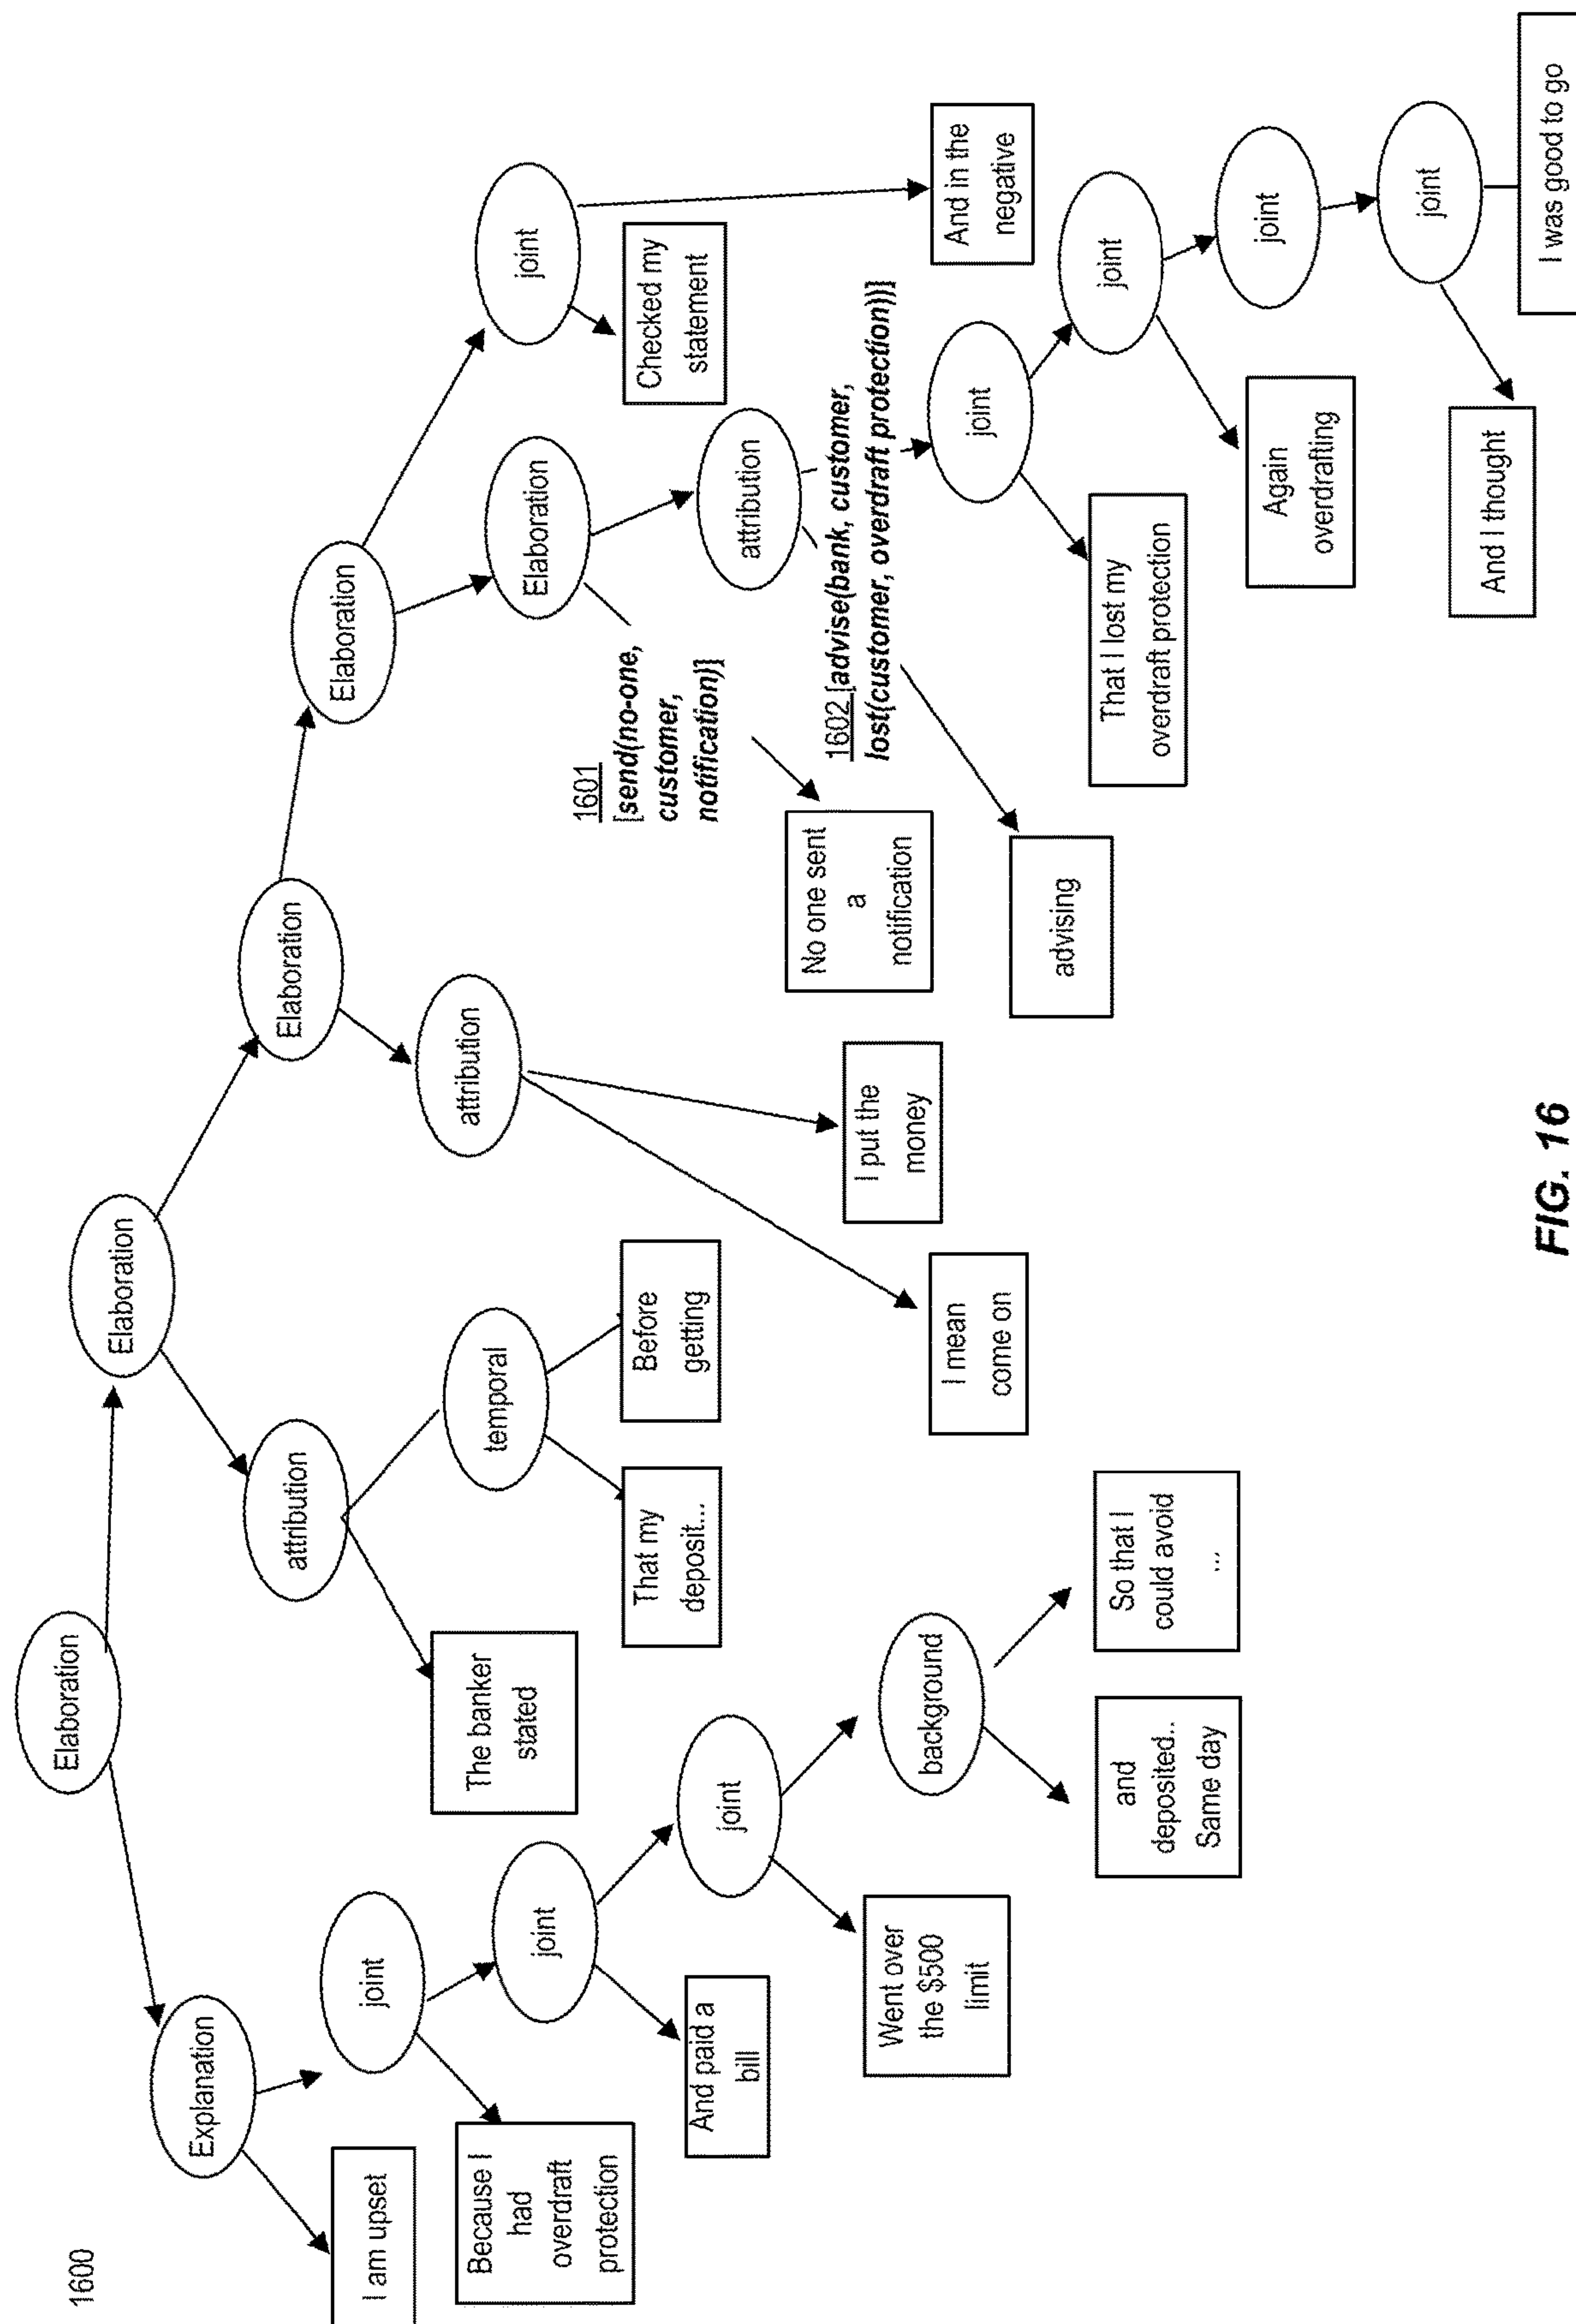 1600
Elaboration
Explanation
Elaboration
I am upset
joint
attribution
Elaboration
Because I
had
overdraft
protection
joint
The banker
stated
temporal
attribution
Elaboration
And paid a
bill
joint
That my
deposit...
Before
getting
Elaboration
joint
Went over
the $500
limit
background
I mean
come on
I put the
money
1601
[send(no-one,
customer,
notification)]
attribution
Checked my
statement
and
deposited..
Same day
So that I
could avoid
...
No one sent
a
notification
1602 [advise(bank, customer,
lost(customer, overdraft protection))]
And in the
negative
advising
joint
That I lost my
overdraft protection
joint
Again
overdrafting
joint
And I thought
joint
I was good to go
FIG. 16